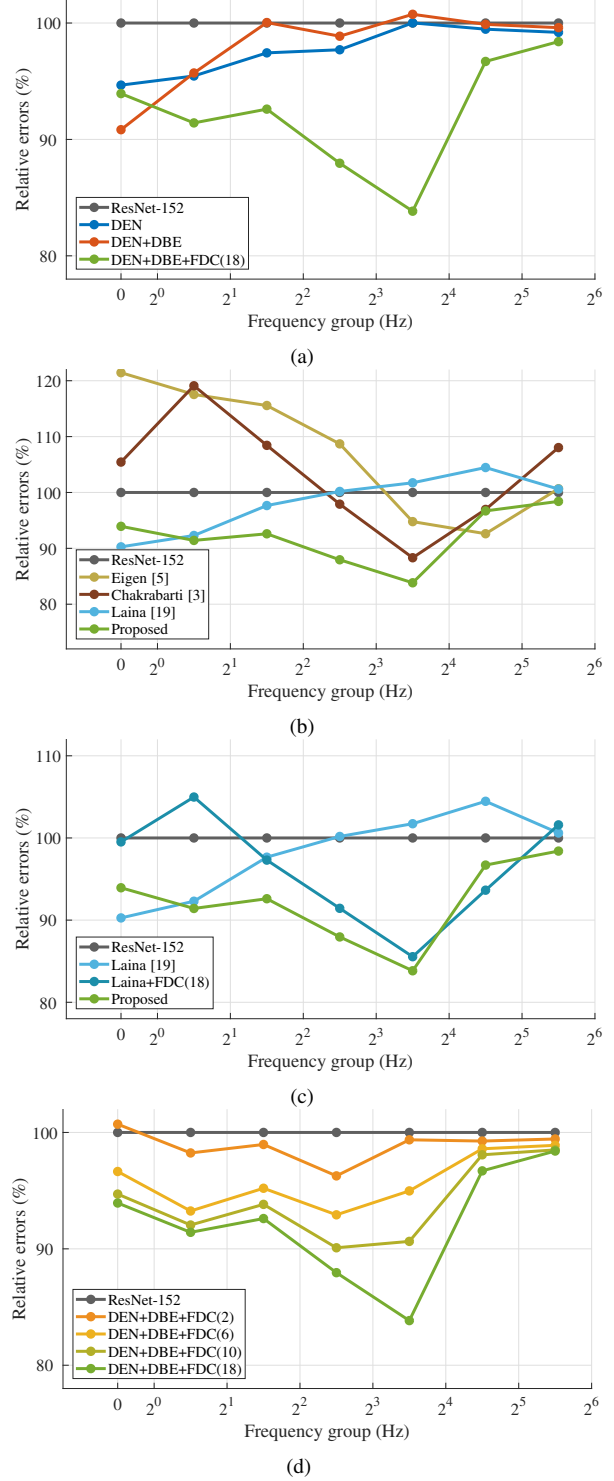 100
90
80
Relative errors (%)
ResNet-152
DEN
DEN+DBE
DEN+DBE+FDC(18)
0 2^0 2^1 2^2 2^3 2^4 2^5 2^6
Frequency group (Hz)
(a)
120
110
100
90
80
Relative errors (%)
ResNet-152
Eigen [5]
Chakrabarti [3]
Laina [19]
Proposed
0 2^0 2^1 2^2 2^3 2^4 2^5 2^6
Frequency group (Hz)
(b)
110
100
90
80
Relative errors (%)
ResNet-152
Laina [19]
Laina+FDC(18)
Proposed
0 2^0 2^1 2^2 2^3 2^4 2^5 2^6
Frequency group (Hz)
(c)
100
90
80
Relative errors (%)
ResNet-152
DEN+DBE+FDC(2)
DEN+DBE+FDC(6)
DEN+DBE+FDC(10)
DEN+DBE+FDC(18)
0 2^0 2^1 2^2 2^3 2^4 2^5 2^6
Frequency group (Hz)
(d)